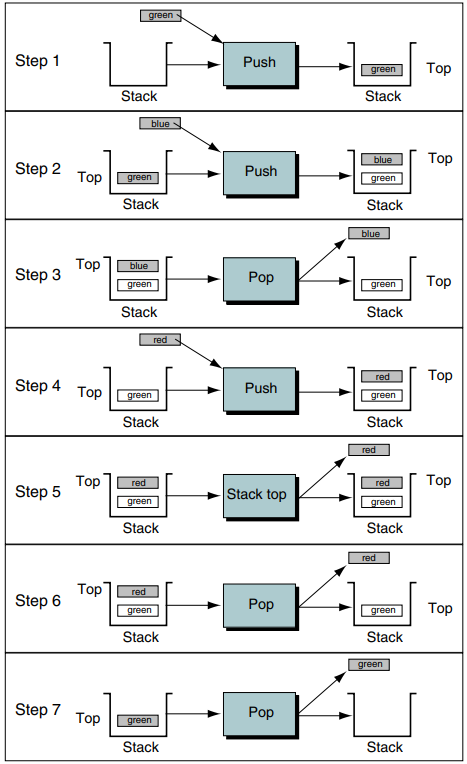 green
Step 1
Push
green
Top
Stack
Stack
blue
Step 2
Top
green
Stack
Push
blue
green
Top
Stack
Step 3
Top
blue
green
Stack
Pop
blue
green
Top
Stack
red
Step 4
Top
green
Stack
Push
red
green
Top
Stack
Step 5
Top
red
green
Stack
Stack top
red
red
green
Top
Stack
Step 6
Top
red
green
Stack
Pop
red
green
Top
Stack
Step 7
Top
green
Stack
Pop
green
Stack